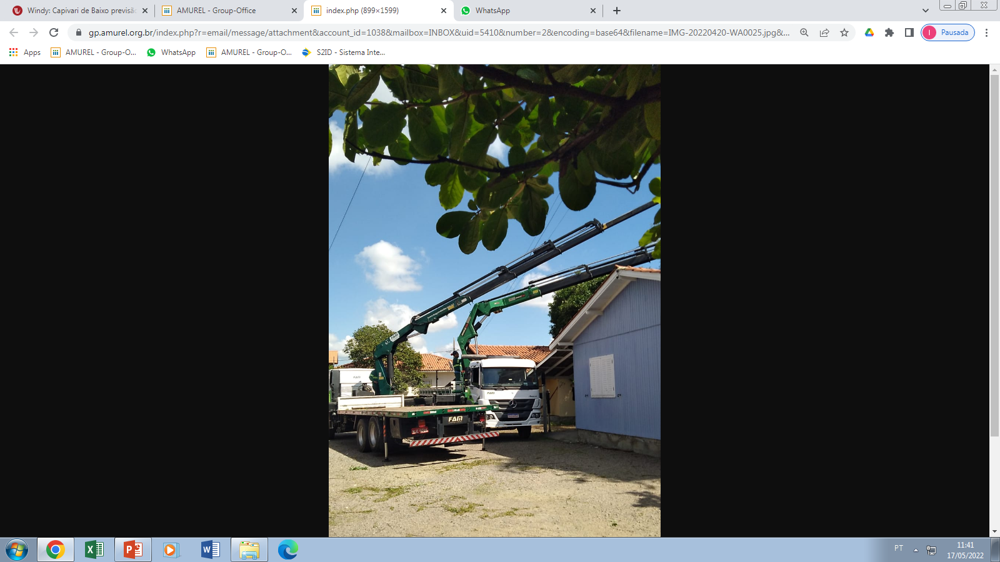 Windy: Capivari de Baixo previsã
AMUREL - Group-Office
index.php (899×1599)
WhatsApp
gp.amurel.org.br/index.php?r=email/message/attachment&account_id=1038&mailbox=INBOX&uid=5410&number=2&encoding=base64&filename=IMG-20220420-WA0025.jpg&...
I
Pausada
Apps
AMUREL - Group-O...
WhatsApp
AMUREL - Group-O...
S2ID - Sistema Inte...
FAM
FAM
FAM
FAM
PT
11:41
17/05/2022